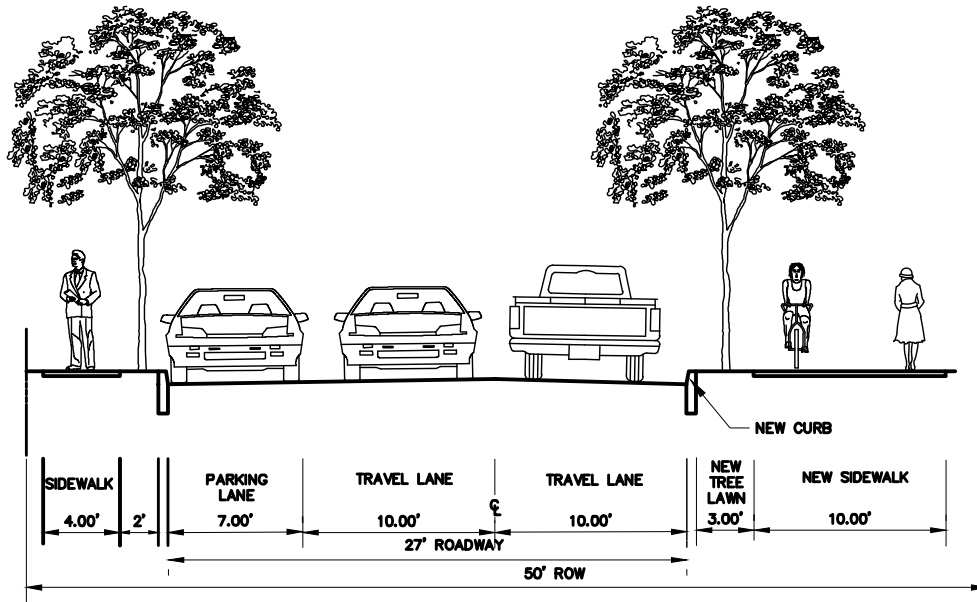 NEW CURB
SIDEWALK
4.00'
2'
PARKING
LANE
7.00'
TRAVEL LANE
10.00'
℄
TRAVEL LANE
10.00'
NEW
TREE
LAWN
3.00'
NEW SIDEWALK
10.00'
27' ROADWAY
50' ROW